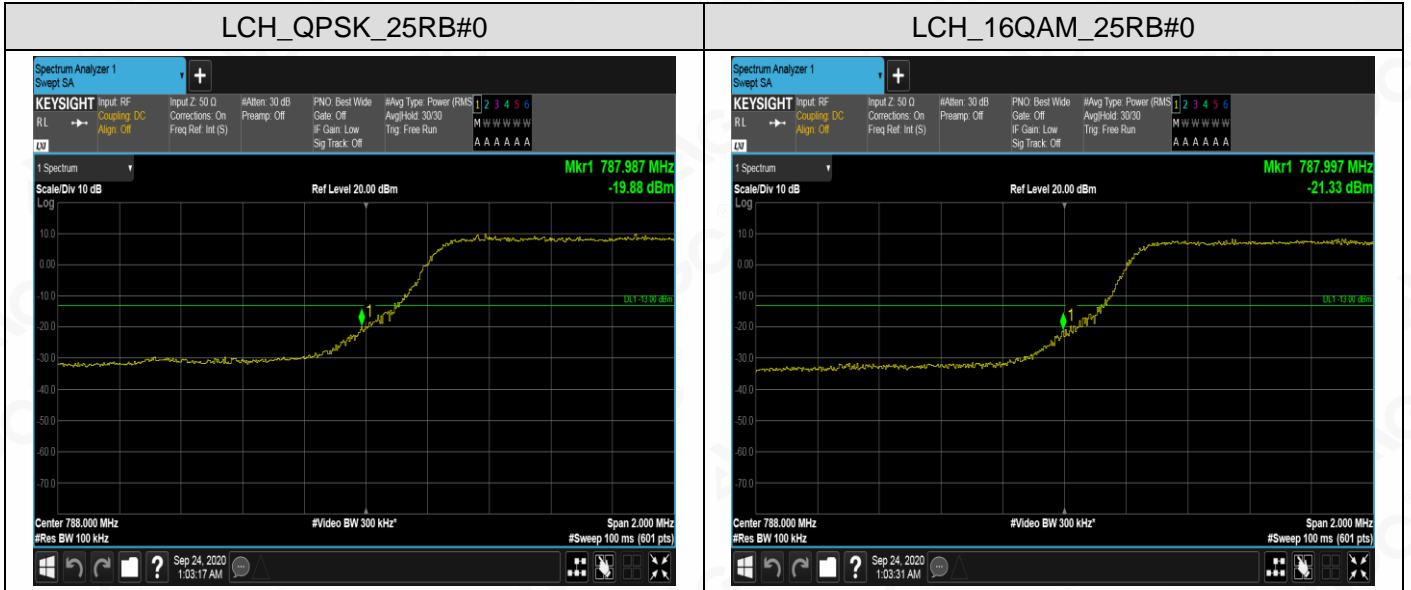 LCH_QPSK_25RB#0
Spectrum Analyzer 1
Swept SA
+
KEYSIGHT Input: RF Input Z: 50 Ω #Atten: 30 dB PNO: Best Wide #Avg Type: Power (RMS 1 2 3 4 5 6
RL Coupling: DC Corrections: On Preamp: Off Gate: Off Avg|Hold: 30/30 M W W W W W
Align: Off Freq Ref: Int (S) IF Gain: Low Trig: Free Run
LXI Sig Track: Off A A A A A A
1 Spectrum Mkr1 787.987 MHz
Scale/Div 10 dB Ref Level 20.00 dBm -19.88 dBm
Log
10.0
0.00
-10.0 DL1 -13.00 dBm
1
-20.0
-30.0
-40.0
-50.0
-60.0
-70.0
Center 788.000 MHz #Video BW 300 kHz* Span 2.000 MHz
#Res BW 100 kHz #Sweep 100 ms (601 pts)
? Sep 24, 2020
1:03:17 AM
LCH_16QAM_25RB#0
Spectrum Analyzer 1
Swept SA
+
KEYSIGHT Input: RF Input Z: 50 Ω #Atten: 30 dB PNO: Best Wide #Avg Type: Power (RMS 1 2 3 4 5 6
RL Coupling: DC Corrections: On Preamp: Off Gate: Off Avg|Hold: 30/30 M W W W W W
Align: Off Freq Ref: Int (S) IF Gain: Low Trig: Free Run
LXI Sig Track: Off A A A A A A
1 Spectrum Mkr1 787.997 MHz
Scale/Div 10 dB Ref Level 20.00 dBm -21.33 dBm
Log
10.0
0.00
-10.0 DL1 -13.00 dBm
1
-20.0
-30.0
-40.0
-50.0
-60.0
-70.0
Center 788.000 MHz #Video BW 300 kHz* Span 2.000 MHz
#Res BW 100 kHz #Sweep 100 ms (601 pts)
? Sep 24, 2020
1:03:31 AM